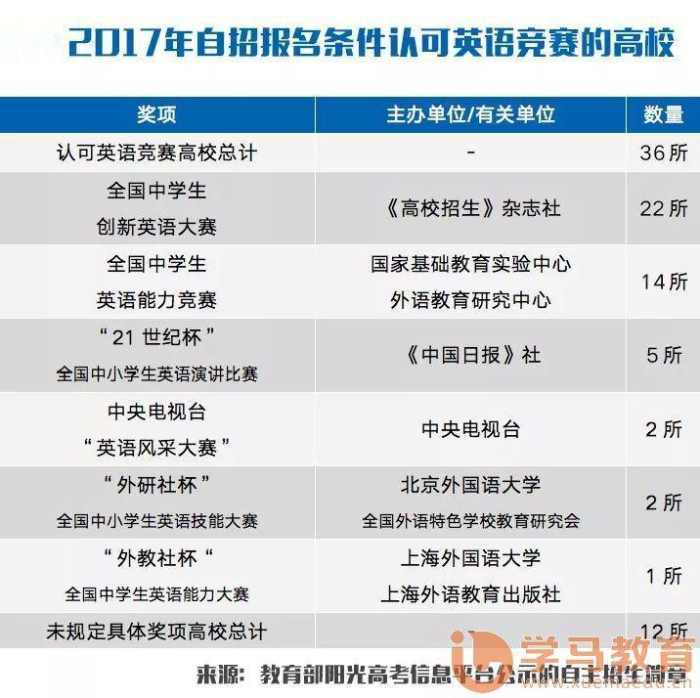 2017年自招报名条件认可英语竞赛的高校
奖项 主办单位/有关单位 数量
认可英语竞赛高校总计 - 36所
全国中学生
创新英语大赛
《高校招生》杂志社 22所
全国中学生
英语能力竞赛
国家基础教育实验中心
外语教育研究中心
14所
“21世纪杯”
全国中小学生英语演讲比赛
《中国日报》社 5所
中央电视台
“英语风采大赛”
中央电视台 2所
“外研社杯”
全国中小学生英语技能大赛
北京外国语大学
全国外语特色学校教育研究会
2所
“外教社杯“
全国中学生英语能力大赛
上海外国语大学
上海外语教育出版社
1所
未规定具体奖项高校总计 - 12所
学马教育
来源：教育部阳光高考信息平台公示的自主招生简章